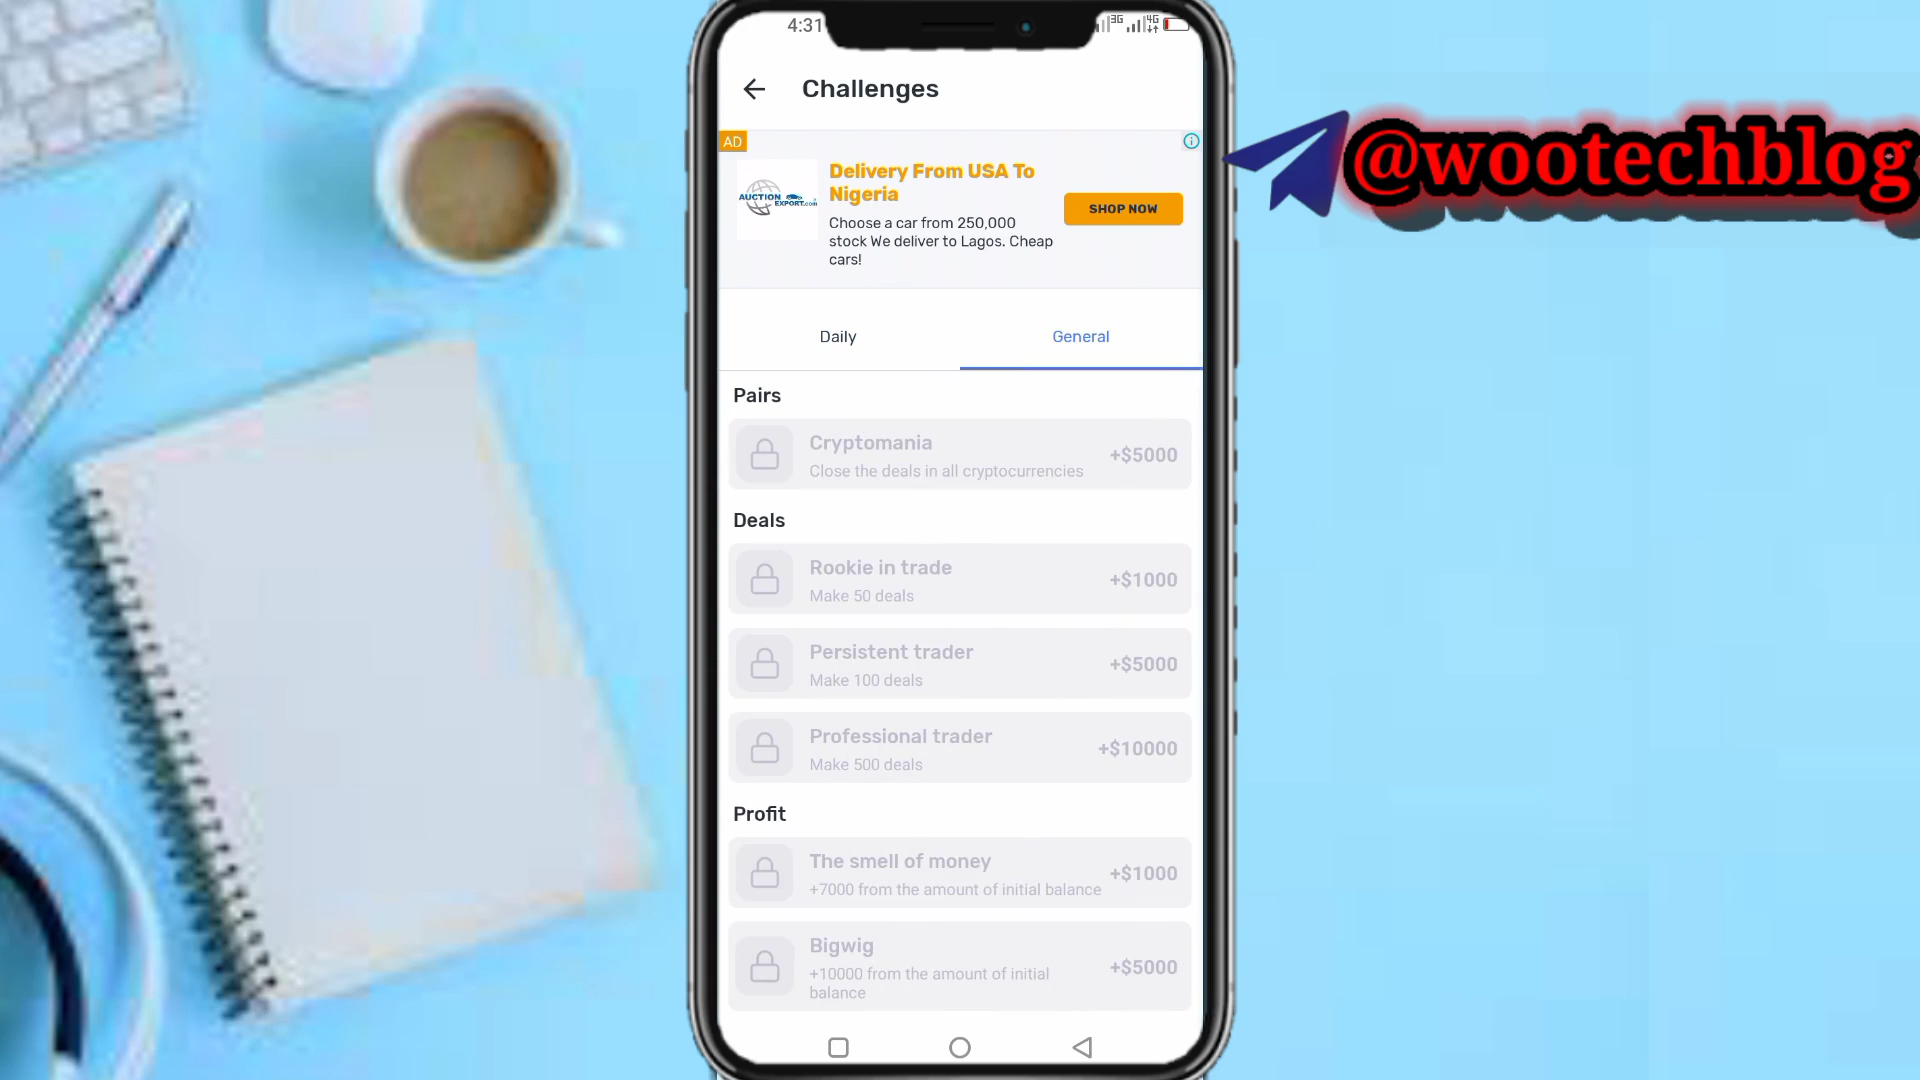 4:31
3G 4G
Challenges
AD
Delivery From USA To
Nigeria
Choose a car from 250,000
stock We deliver to Lagos. Cheap
cars!
AUCTION
EXPORT.com
SHOP NOW
@wootechblog
Daily
General
Pairs
Cryptomania
Close the deals in all cryptocurrencies
+$5000
Deals
Rookie in trade
Make 50 deals
+$1000
Persistent trader
Make 100 deals
+$5000
Professional trader
Make 500 deals
+$10000
Profit
The smell of money
+7000 from the amount of initial balance
+$1000
Bigwig
+10000 from the amount of initial
balance
+$5000